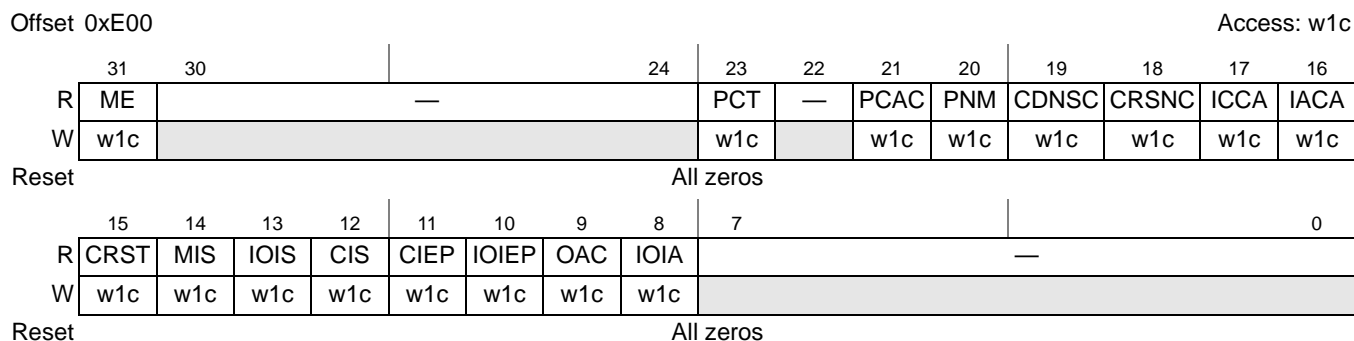 Offset 0xE00 Access: w1c
31 30 24 23 22 21 20 19 18 17 16
R ME — PCT — PCAC PNM CDNSC CRSNC ICCA IACA
W w1c w1c w1c w1c w1c w1c w1c w1c
Reset All zeros
15 14 13 12 11 10 9 8 7 0
R CRST MIS IOIS CIS CIEP IOIEP OAC IOIA —
W w1c w1c w1c w1c w1c w1c w1c w1c
Reset All zeros